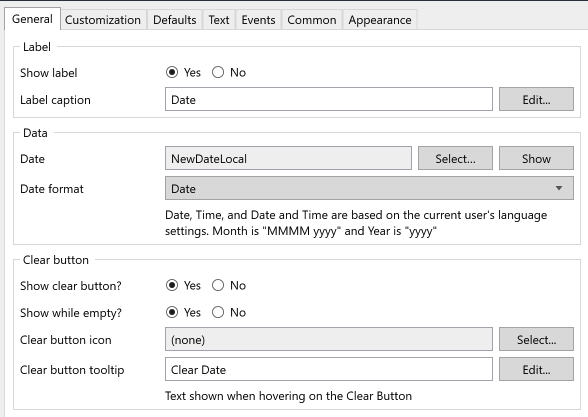 General Customization Defaults Text Events Common Appearance
Label
Show label Yes No
Label caption Date Edit...
Data
Date NewDateLocal Select... Show
Date format Date
Date, Time, and Date and Time are based on the current user's language
settings. Month is "MMMM yyyy" and Year is "yyyy"
Clear button
Show clear button? Yes No
Show while empty? Yes No
Clear button icon (none) Select...
Clear button tooltip Clear Date Edit...
Text shown when hovering on the Clear Button